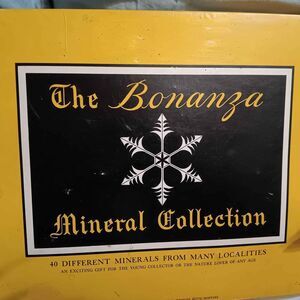 The Bonanza
Mineral Collection
40 DIFFERENT MINERALS FROM MANY LOCALITIES
AN EXCITING GIFT FOR THE YOUNG COLLECTOR OR THE NATURE LOVER OF ANY AGE